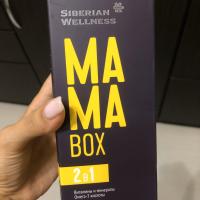 SIBERIAN
WELLNESS
MA
MA
BOX
2в1
Витамины и минералы
Омега-3 кислоты